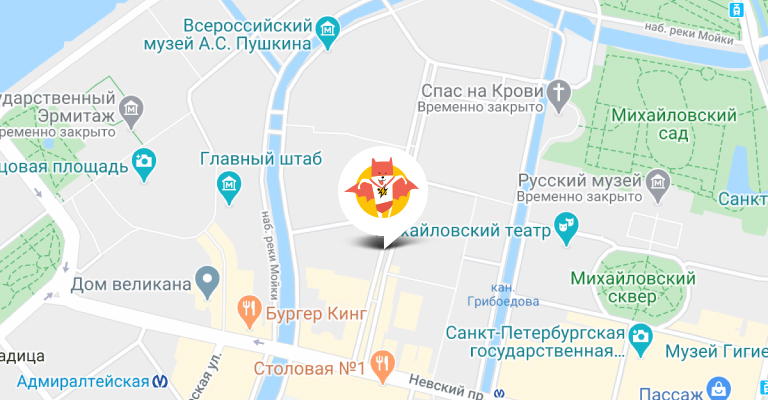 наб. реки Мойки
Всероссийский
музей А.С. Пушкина
Спас на Крови
Временно закрыто
ударственный
Эрмитаж
ременно закрыто
Михайловский
сад
Главный штаб
цовая площадь
Русский музей
Временно закрыто
Санкт
наб. реки Мойки
хайловский театр
Дом великана
кан.
Грибоедова
Михайловский
сквер
Бургер Кинг
Санкт-Петербургская
государственная...
Музей Гигие
адица
Столовая №1
Адмиралтейская
ская ул.
Невский пр.
Пассаж